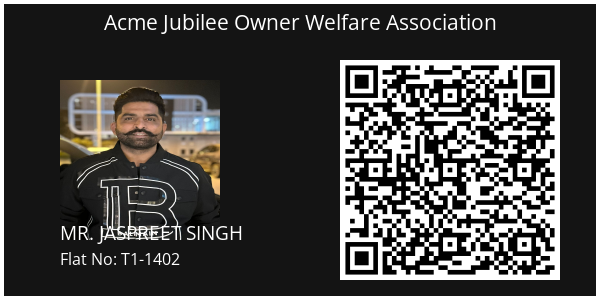 Acme Jubilee Owner Welfare Association
MR. JASPREET SINGH
Flat No: T1-1402